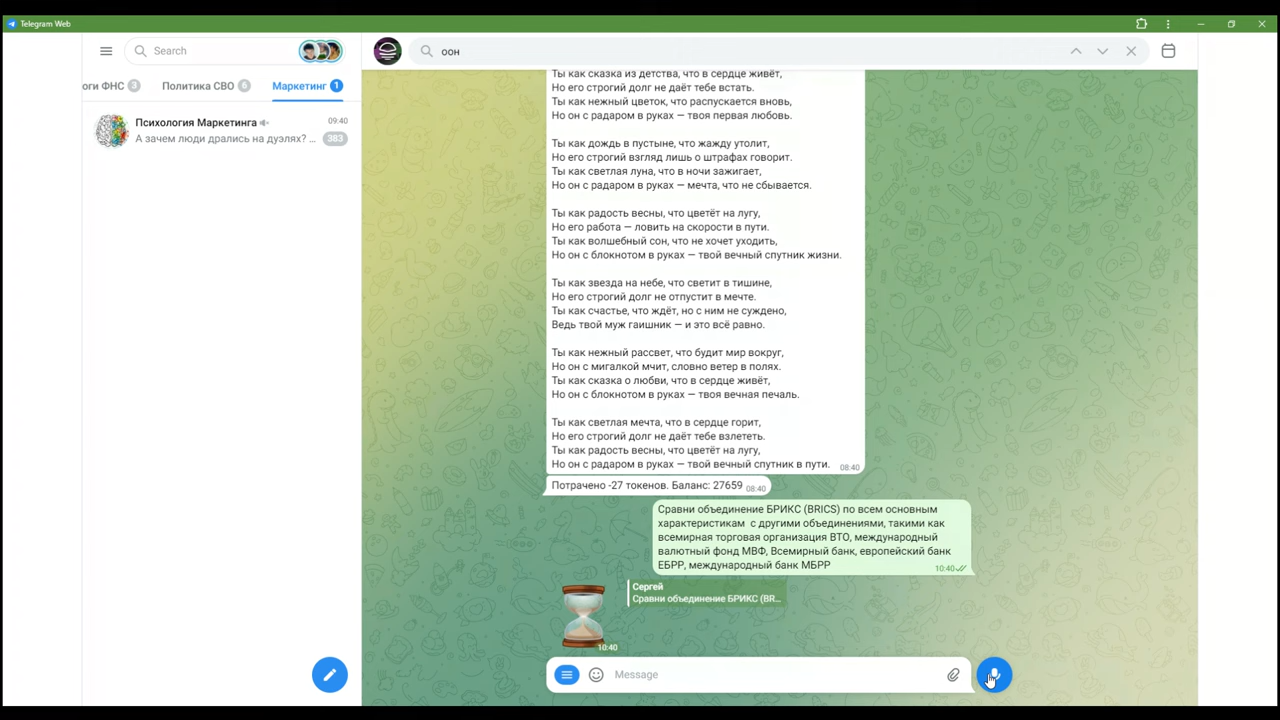 Telegram Web
Search
оон
оги ФНС 3
Политика СВО 6
Маркетинг 1
Психология Маркетинга
09:40
А зачем люди дрались на дуэлях? ...
383
Ты как сказка из детства, что в сердце живёт,
Но его строгий долг не даёт тебе встать.
Ты как нежный цветок, что распускается вновь,
Но он с радаром в руках — твоя первая любовь.
Ты как дождь в пустыне, что жажду утолит,
Но его строгий взгляд лишь о штрафах говорит.
Ты как светлая луна, что в ночи зажигает,
Но он с радаром в руках — мечта, что не сбывается.
Ты как радость весны, что цветёт на лугу,
Но его работа — ловить на скорости в пути.
Ты как волшебный сон, что не хочет уходить,
Но он с блокнотом в руках — твой вечный спутник жизни.
Ты как звезда на небе, что светит в тишине,
Но его строгий долг не отпустит в мечте.
Ты как счастье, что ждёт, но с ним не суждено,
Ведь твой муж гаишник — и это всё равно.
Ты как нежный рассвет, что будит мир вокруг,
Но он с мигалкой мчит, словно ветер в полях.
Ты как сказка о любви, что в сердце живёт,
Но он с блокнотом в руках — твоя вечная печаль.
Ты как светлая мечта, что в сердце горит,
Но его строгий долг не даёт тебе взлететь.
Ты как радость весны, что цветёт на лугу,
Но он с радаром в руках — твой вечный спутник в пути.
08:40
Потрачено -27 токенов. Баланс: 27659 08:40
Сравни объединение БРИКС (BRICS) по всем основным
характеристикам с другими объединениями, такими как
всемирная торговая организация ВТО, международный
валютный фонд МВФ, Всемирный банк, европейский банк
ЕБРР, международный банк МБРР
10:40
Сергей
Сравни объединение БРИКС (BR...
10:40
Message